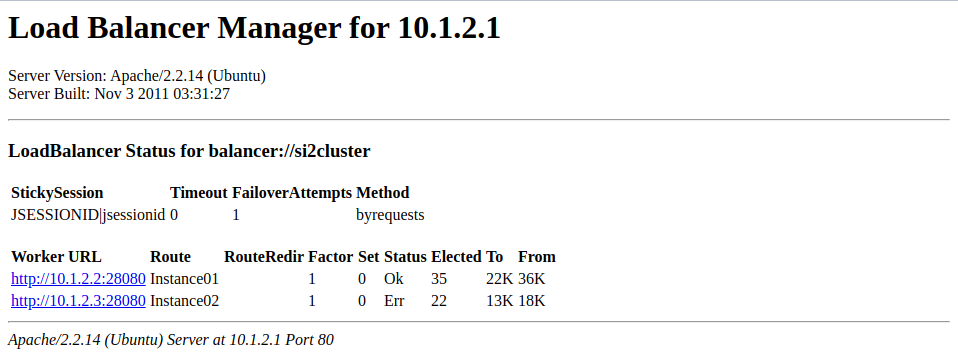 Load Balancer Manager for 10.1.2.1
Server Version: Apache/2.2.14 (Ubuntu)
Server Built: Nov 3 2011 03:31:27
LoadBalancer Status for balancer://si2cluster
StickySession Timeout FailoverAttempts Method
JSESSIONID|jsessionid 0 1 byrequests
Worker URL Route RouteRedir Factor Set Status Elected To From
http://10.1.2.2:28080 Instance01 1 0 Ok 35 22K 36K
http://10.1.2.3:28080 Instance02 1 0 Err 22 13K 18K
Apache/2.2.14 (Ubuntu) Server at 10.1.2.1 Port 80